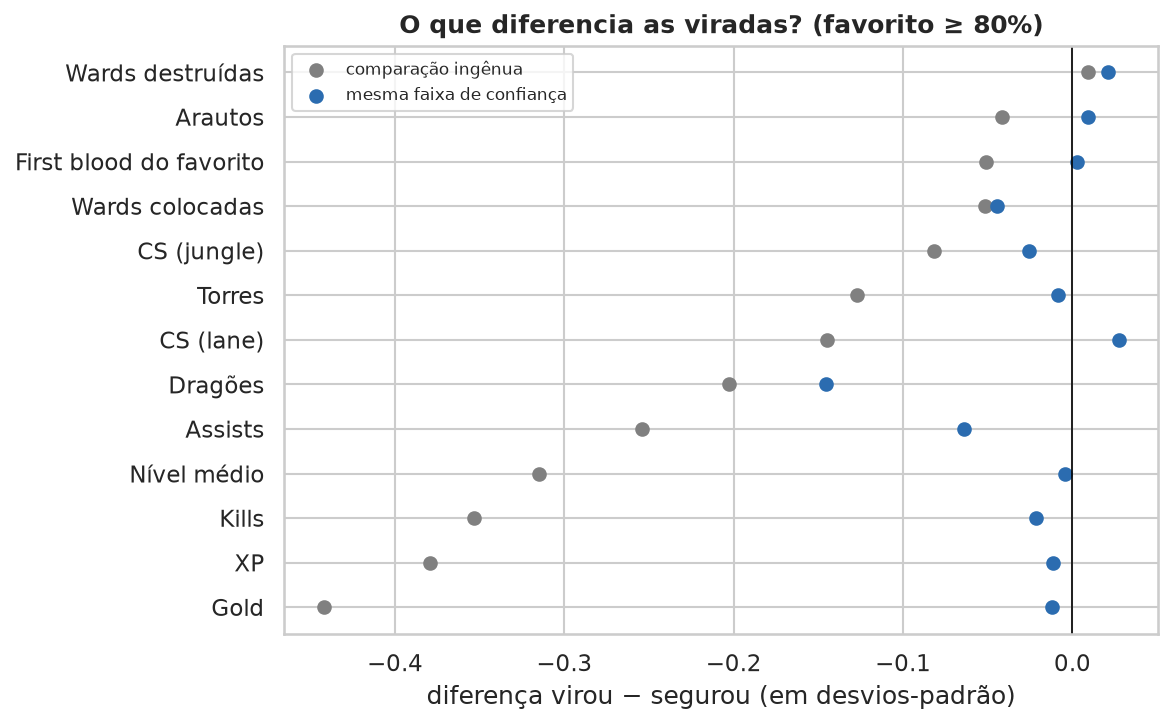 O que diferencia as viradas? (favorito ≥ 80%)
comparação ingênua
mesma faixa de confiança
Wards destruídas
Arautos
First blood do favorito
Wards colocadas
CS (jungle)
Torres
CS (lane)
Dragões
Assists
Nível médio
Kills
XP
Gold
−0.4 −0.3 −0.2 −0.1 0.0
diferença virou − segurou (em desvios-padrão)